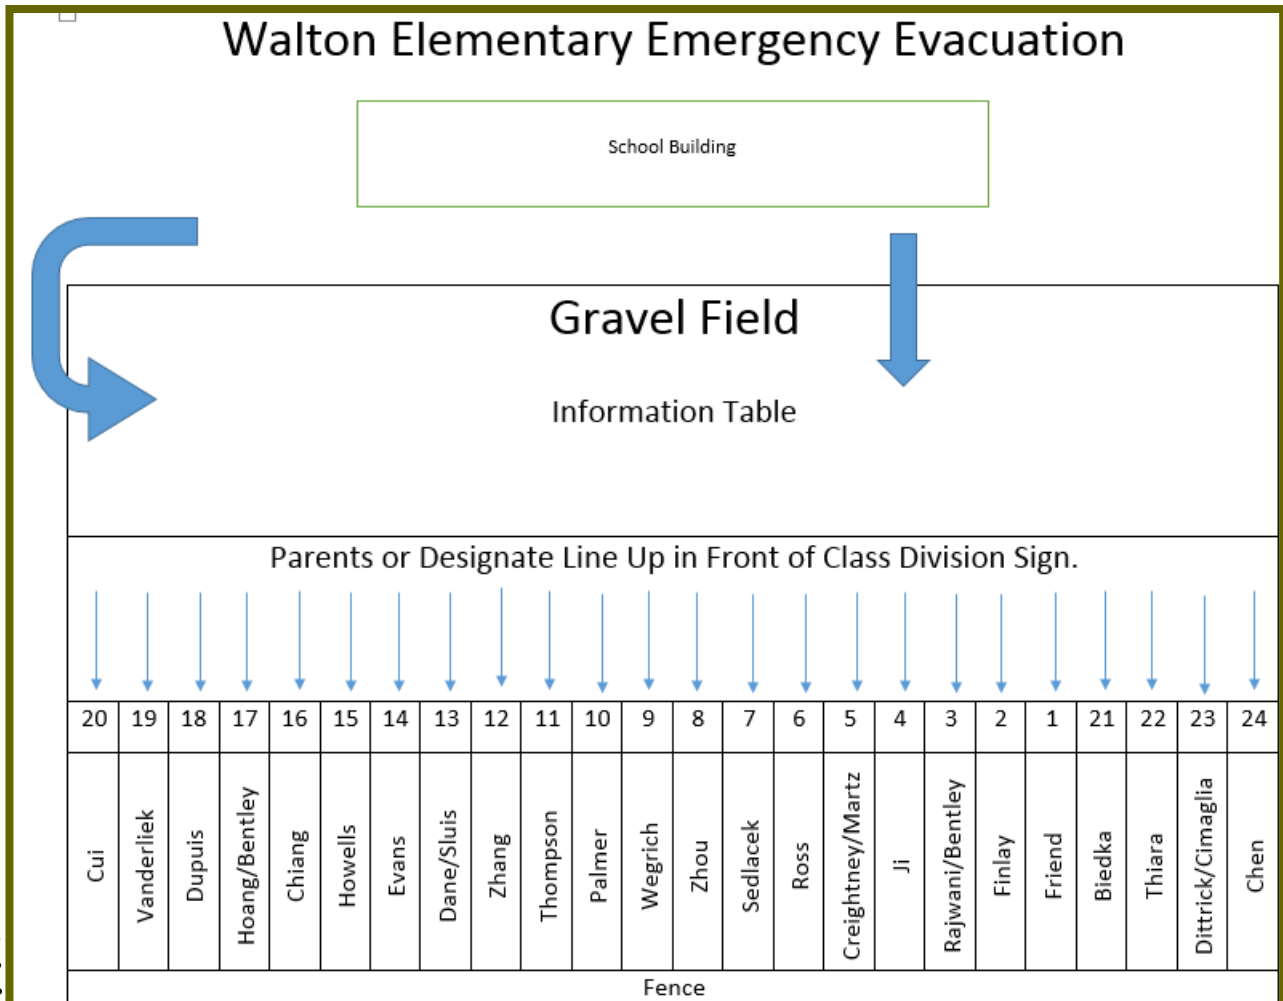 Walton Elementary Emergency Evacuation
School Building
Gravel Field
Information Table
Parents or Designate Line Up in Front of Class Division Sign.
20 19 18 17 16 15 14 13 12 11 10 9 8 7 6 5 4 3 2 1 21 22 23 24
Cui
Vanderliek
Dupuis
Hoang/Bentley
Chiang
Howells
Evans
Dane/Sluis
Zhang
Thompson
Palmer
Wegrich
Zhou
Sedlacek
Ross
Creightney/Martz
Ji
Rajwani/Bentley
Finlay
Friend
Biedka
Thiara
Dittrick/Cimaglia
Chen
Fence